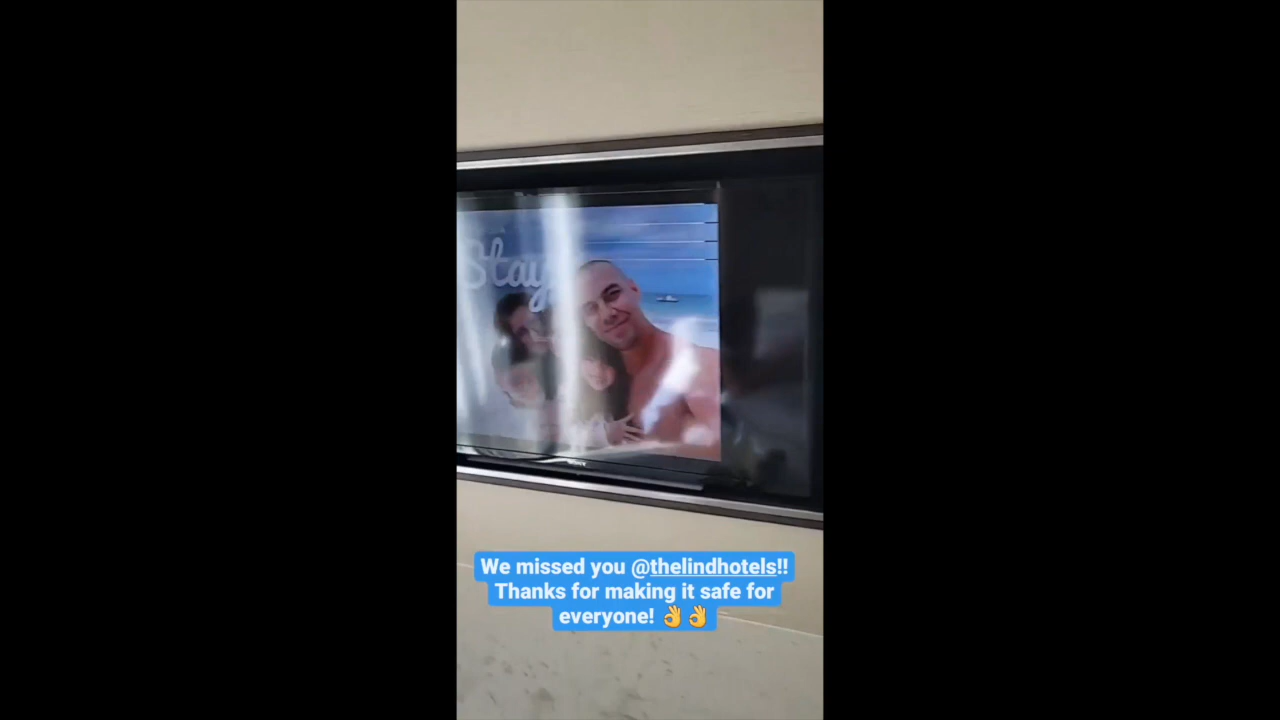 Stay
We missed you @thelindhotels!!
Thanks for making it safe for
everyone! 👌👌